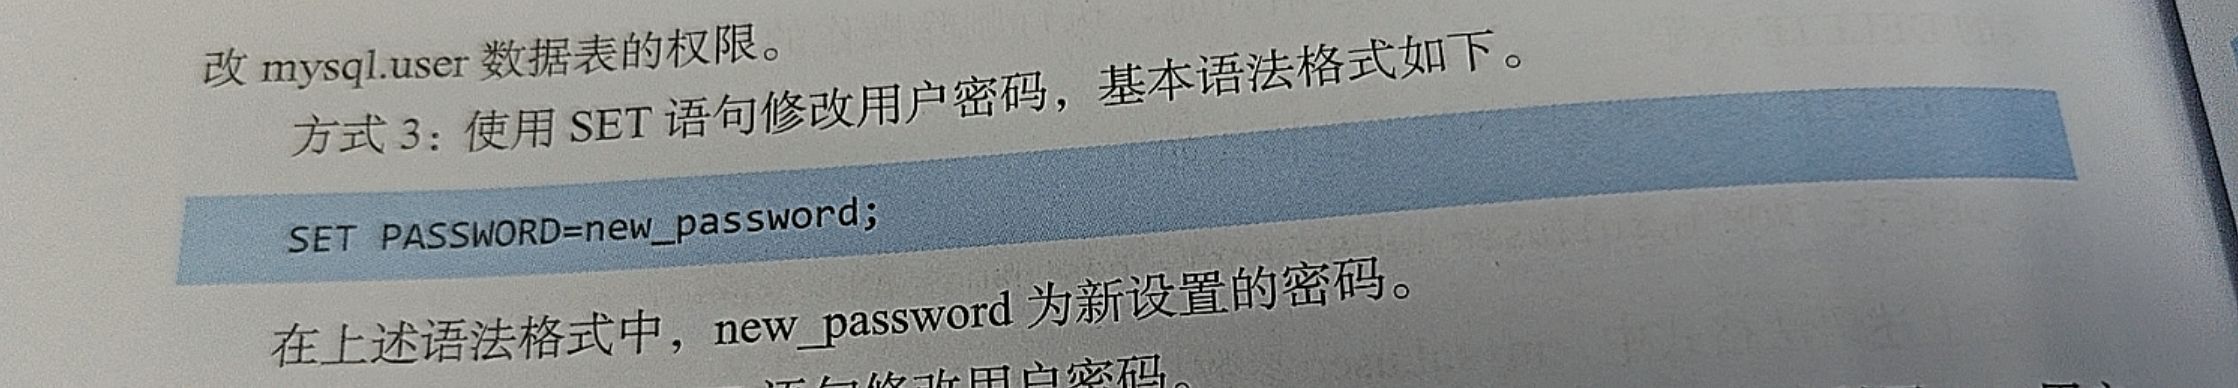 改 mysql.user 数据表的权限。
方式 3：使用 SET 语句修改用户密码，基本语法格式如下。
SET PASSWORD=new_password;
在上述语法格式中，new_password 为新设置的密码。
语句修改用户密码。